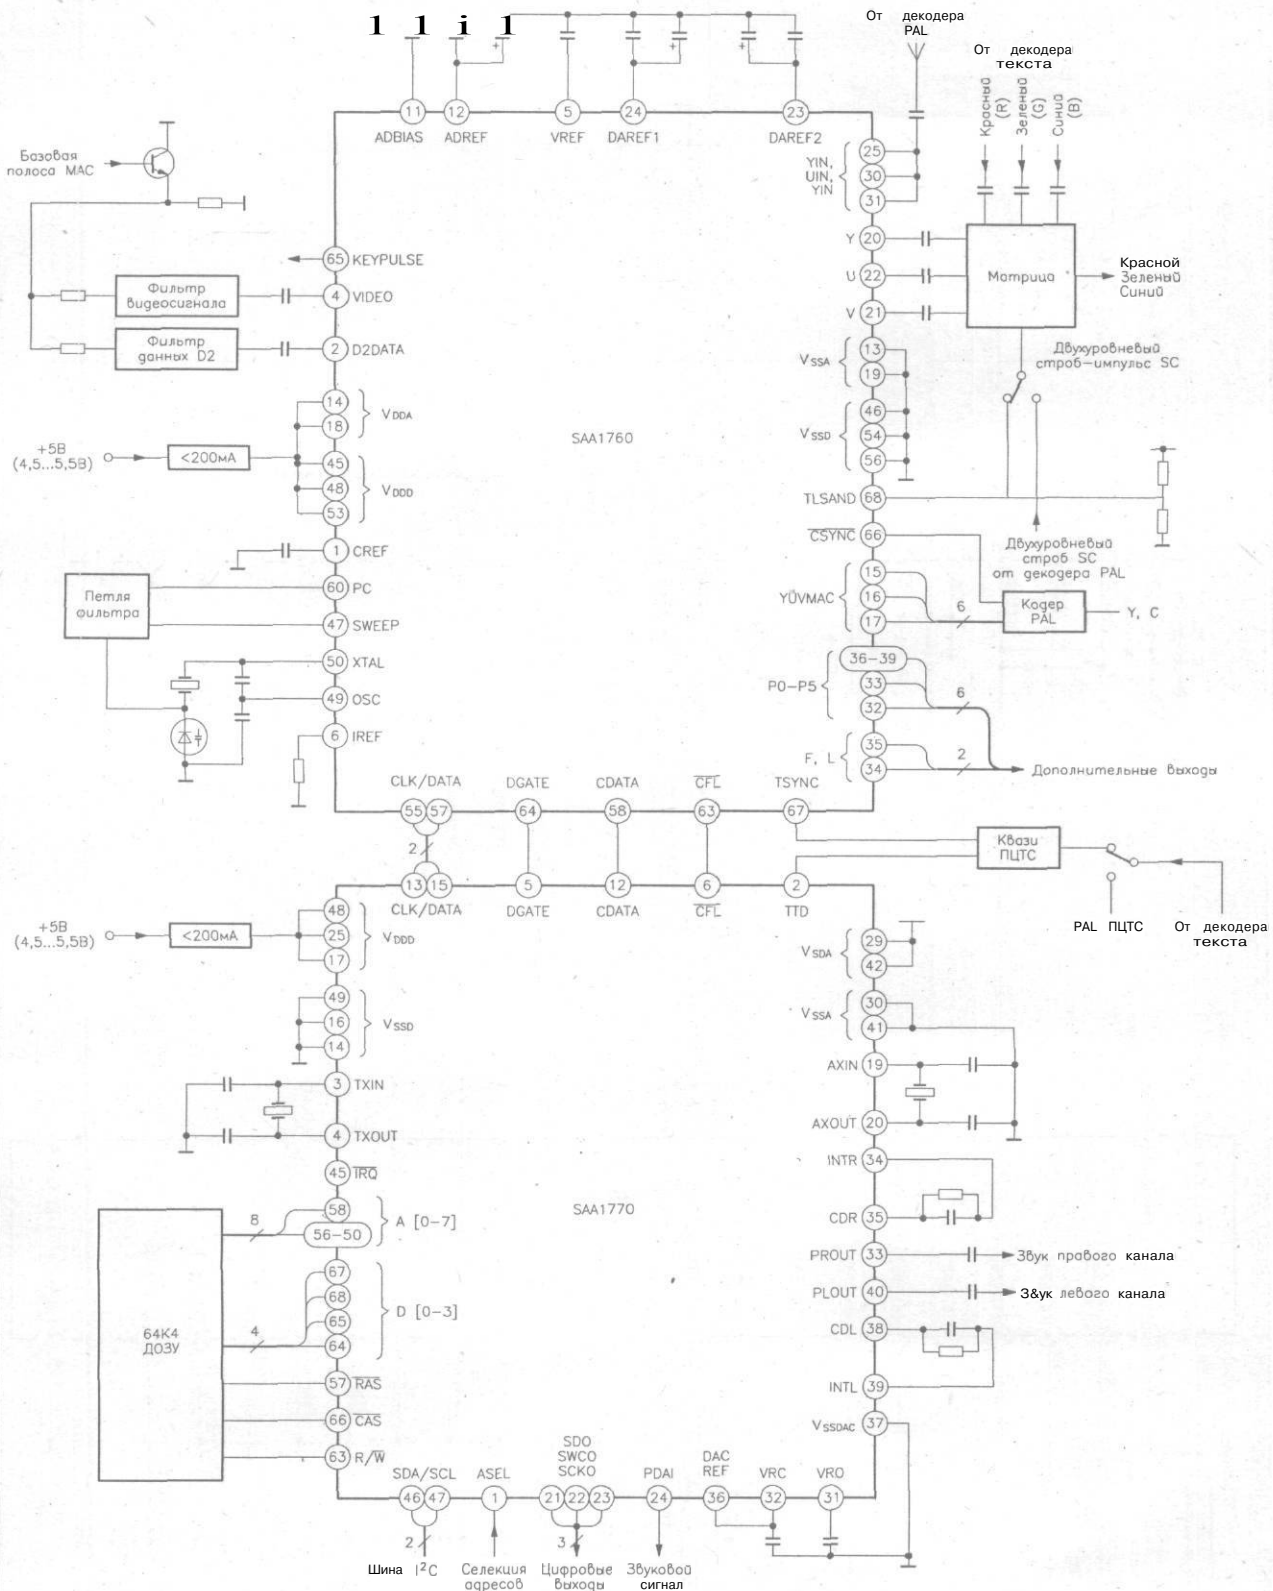 1 1 i 1
От декодера
PAL
От декодера
текста
Красный
(R)
Зеленый
(G)
Синий
(B)
11 12 5 24 23
ADBIAS ADREF VREF DAREF1 DAREF2
Базовая
полоса МАС
25
YIN,
UIN,
YIN
30
31
Y 20
U 22
V 21
Матрица
Красной
Зеленый
Синий
65 KEYPULSE
Фильтр
видеосигнала
4 VIDEO
Фильтр
данных D2
2 D2DATA
VSSA
13
19
Двухуровневый
строб-импульс SC
14
18
VDDA
VSSD
46
54
56
SAA1760
+5В
(4,5...5,5В)
<200мА
45
48
53
VDDD
TLSAND 68
CSYNC 66
Двухуровневый
строб SC
от декодера PAL
1 CREF
60 PC
Петля
фильтра
47 SWEEP
YÜVMAC
15
16
17
6
Кодер
PAL
Y, C
50 XTAL
49 OSC
6 IREF
P0-P5
36-39
33
32
6
F, L
35
34
2
Дополнительные выходы
CLK/DATA DGATE CDATA CFL TSYNC
55 57 64 58 63 67
2
Квази
ПЦТС
13 15 5 12 6 2
CLK/DATA DGATE CDATA CFL TTD
PAL ПЦТС
От декодера
текста
+5В
(4,5...5,5В)
<200мА
48
25
17
VDDD
VSDA
29
42
49
16
14
VSSD
VSSA
30
41
3 TXIN
AXIN 19
4 TXOUT
AXOUT 20
45 IRQ
INTR 34
SAA1770
58
56-50
8
A [0-7]
CDR 35
PROUT 33
Звук правого канала
PLOUT 40
З&ук левого канала
67
68
65
64
D [0-3]
4
64К4
ДОЗУ
CDL 38
57 RAS
INTL 39
66 CAS
VSSDAC 37
63 R/W
SDA/SCL ASEL
SDO
SWCO
SCKO
PDAI
DAC
REF
VRC VRO
46 47 1 21 22 23 24 36 32 31
2
3
Шина I²C
Селекция
адресов
Цифровые
выходы
Звуковой
сигнал